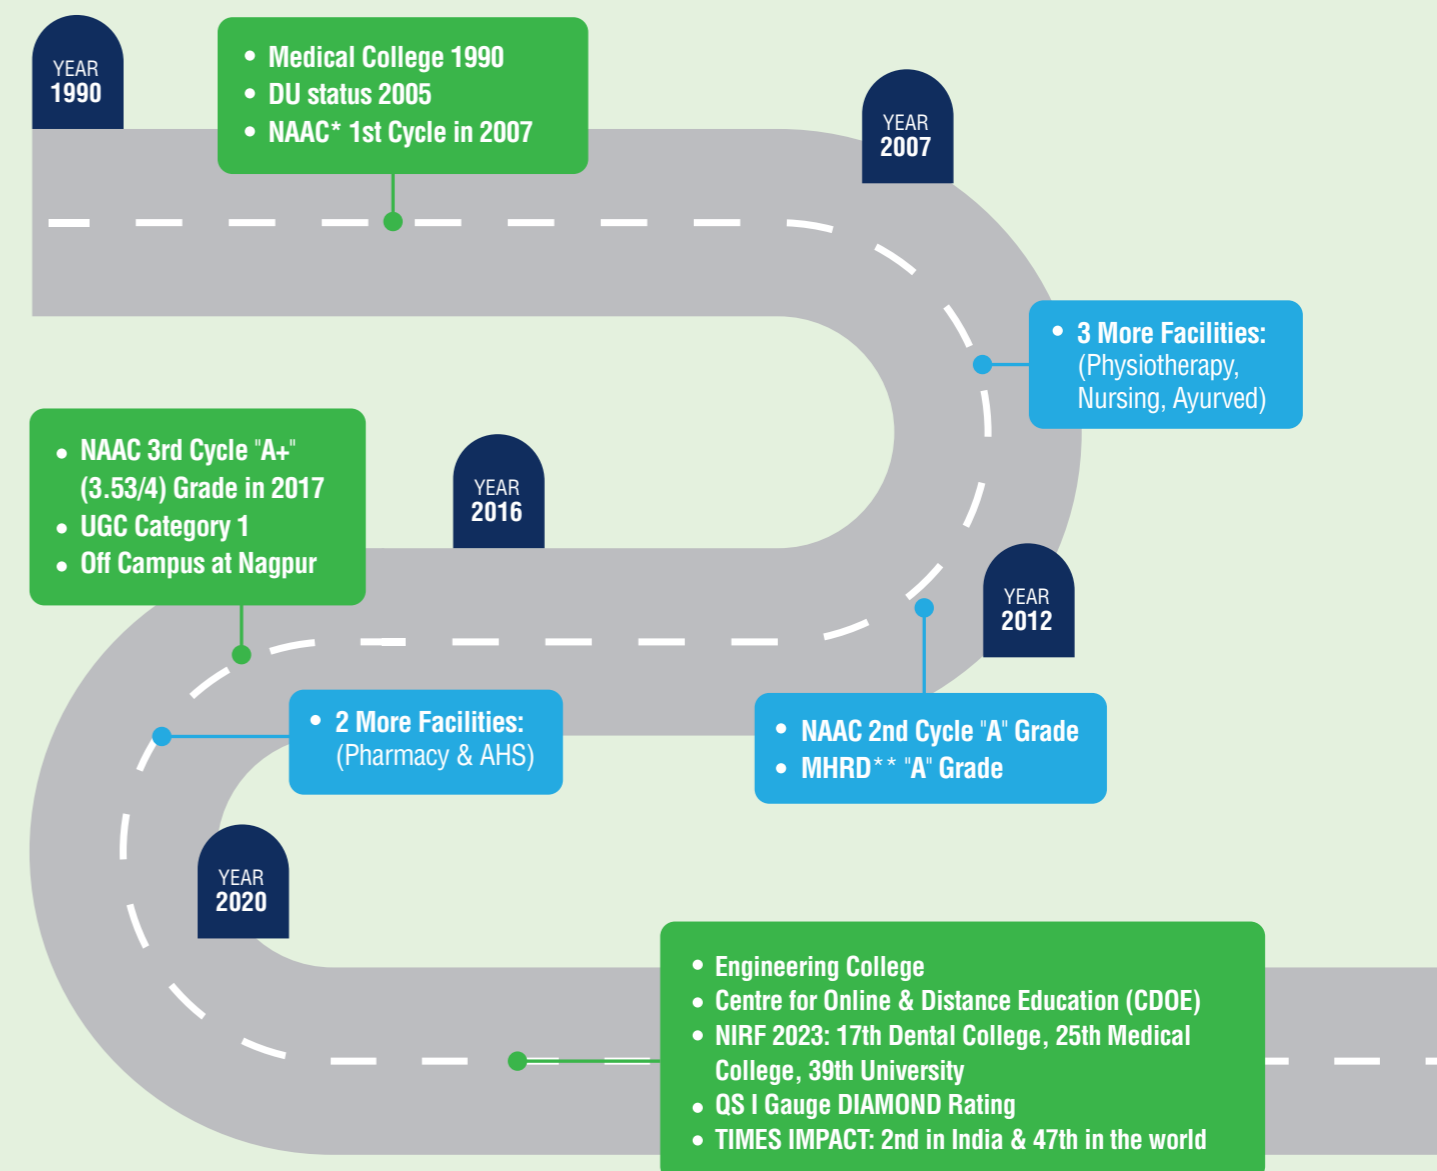 YEAR
1990
• Medical College 1990
• DU status 2005
• NAAC* 1st Cycle in 2007
YEAR
2007
• 3 More Facilities:
(Physiotherapy,
Nursing, Ayurved)
YEAR
2012
• NAAC 2nd Cycle "A" Grade
• MHRD** "A" Grade
YEAR
2016
• NAAC 3rd Cycle "A+"
(3.53/4) Grade in 2017
• UGC Category 1
• Off Campus at Nagpur
• 2 More Facilities:
(Pharmacy & AHS)
YEAR
2020
• Engineering College
• Centre for Online & Distance Education (CDOE)
• NIRF 2023: 17th Dental College, 25th Medical
College, 39th University
• QS I Gauge DIAMOND Rating
• TIMES IMPACT: 2nd in India & 47th in the world